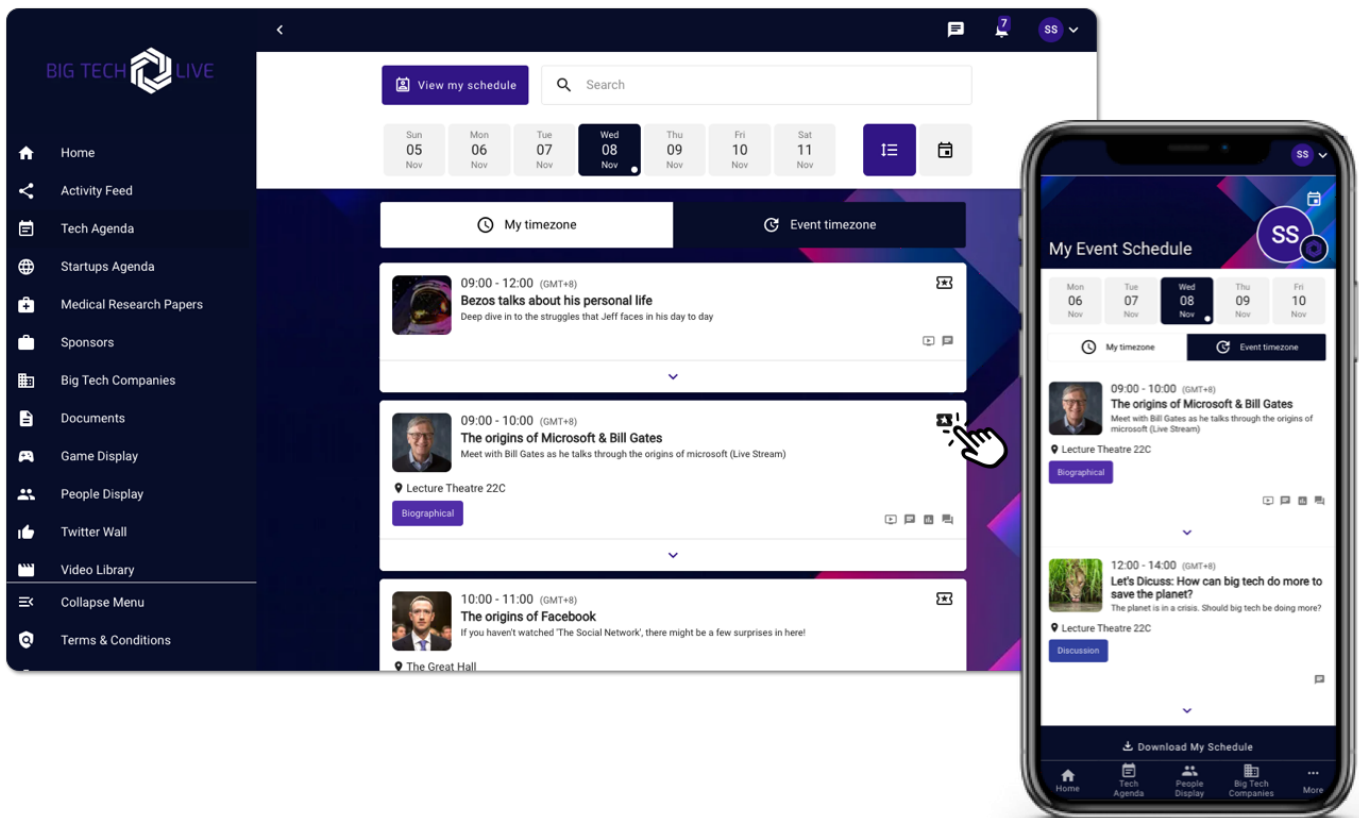 BIG TECH LIVE
7
SS
View my schedule
Search
Sun
05
Nov
Mon
06
Nov
Tue
07
Nov
Wed
08
Nov
Thu
09
Nov
Fri
10
Nov
Sat
11
Nov
Home
Activity Feed
Tech Agenda
Startups Agenda
Medical Research Papers
Sponsors
Big Tech Companies
Documents
Game Display
People Display
Twitter Wall
Video Library
Collapse Menu
Terms & Conditions
My timezone
Event timezone
09:00 - 12:00 (GMT+8)
Bezos talks about his personal life
Deep dive in to the struggles that Jeff faces in his day to day
09:00 - 10:00 (GMT+8)
The origins of Microsoft & Bill Gates
Meet with Bill Gates as he talks through the origins of microsoft (Live Stream)
Lecture Theatre 22C
Biographical
10:00 - 11:00 (GMT+8)
The origins of Facebook
If you haven't watched 'The Social Network', there might be a few surprises in here!
The Great Hall
SS
My Event Schedule
SS
Mon
06
Nov
Tue
07
Nov
Wed
08
Nov
Thu
09
Nov
Fri
10
Nov
My timezone
Event timezone
09:00 - 10:00 (GMT+8)
The origins of Microsoft & Bill Gates
Meet with Bill Gates as he talks through the origins of
microsoft (Live Stream)
Lecture Theatre 22C
Biographical
12:00 - 14:00 (GMT+8)
Let's Dicuss: How can big tech do more to
save the planet?
The planet is in a crisis. Should big tech be doing more?
Lecture Theatre 22C
Discussion
Download My Schedule
Home
Tech
Agenda
People
Display
Big Tech
Companies
More